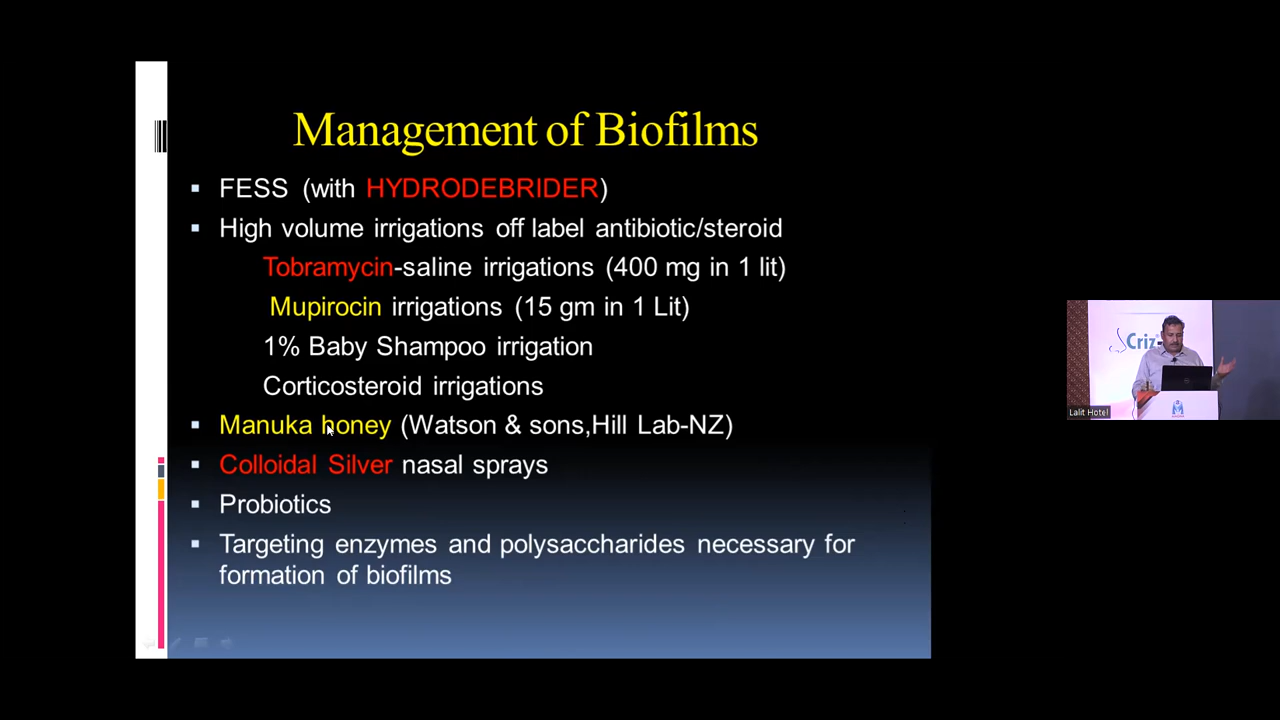 Management of Biofilms
FESS (with HYDRODEBRIDER)
High volume irrigations off label antibiotic/steroid
Tobramycin-saline irrigations (400 mg in 1 lit)
Mupirocin irrigations (15 gm in 1 Lit)
1% Baby Shampoo irrigation
Corticosteroid irrigations
Manuka honey (Watson & sons,Hill Lab-NZ)
Colloidal Silver nasal sprays
Probiotics
Targeting enzymes and polysaccharides necessary for
formation of biofilms
Criz
Lalit Hotel